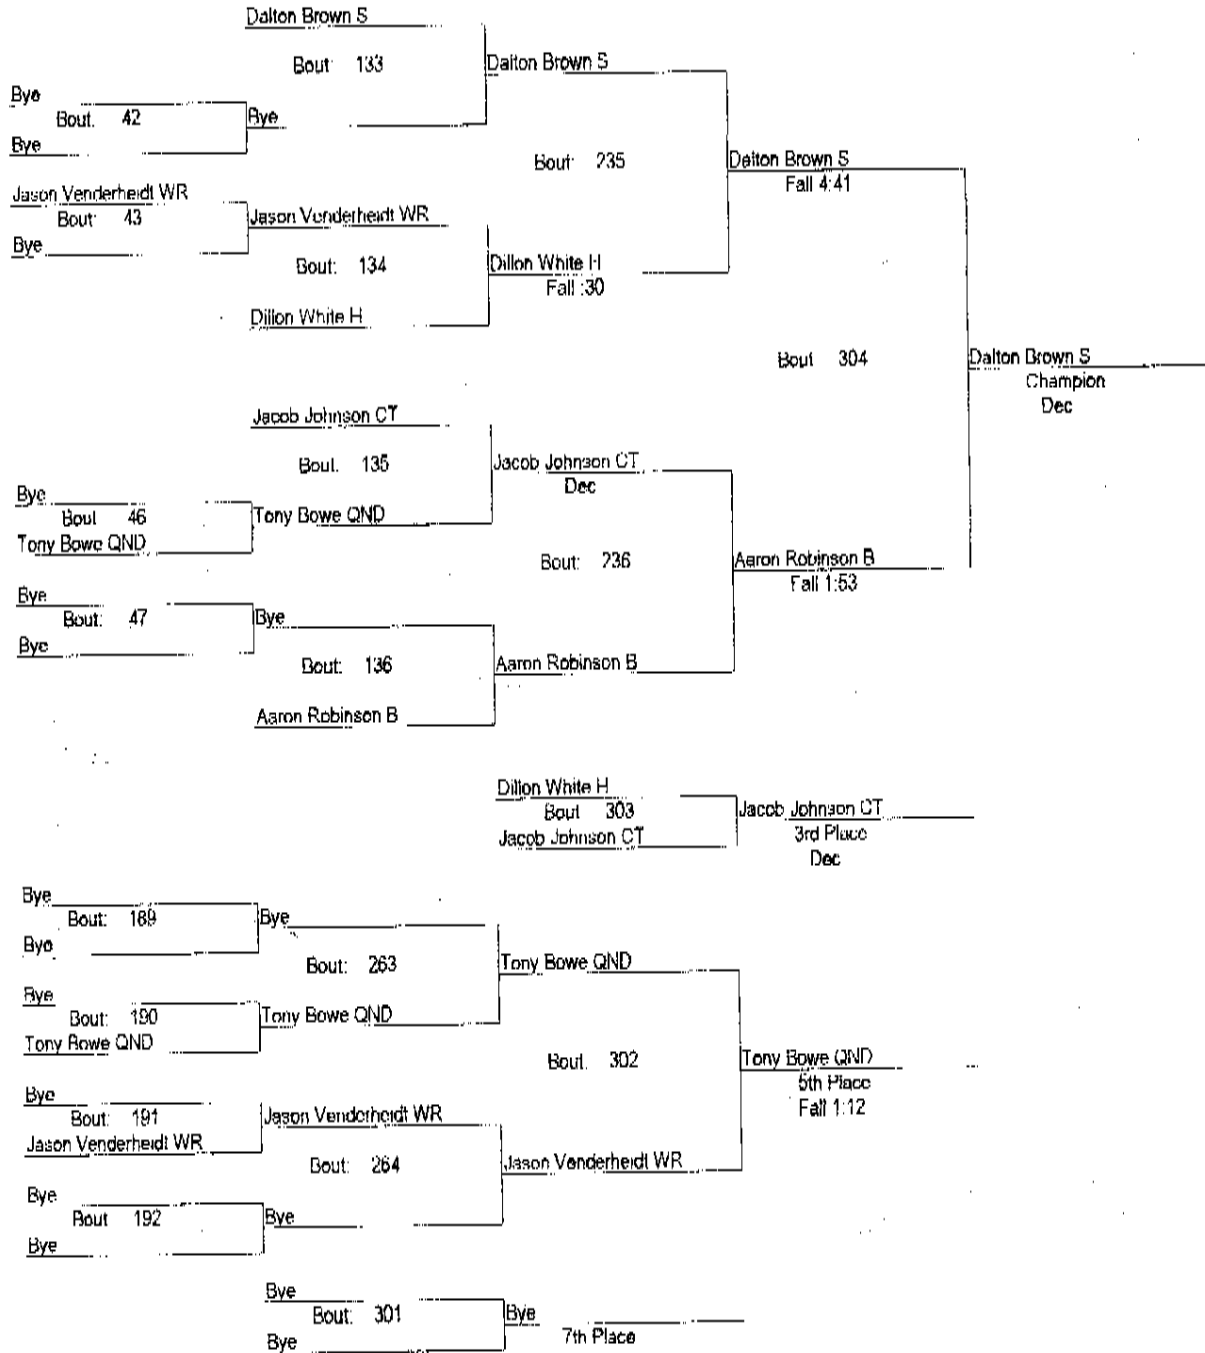 Dalton Brown S
Bout: 133
Dalton Brown S
Bye
Bout: 42
Bye
Bye
Bout: 235
Dalton Brown S
Fall 4:41
Jason Venderheidt WR
Bout: 43
Jason Venderheidt WR
Bye
Bout: 134
Dillon White H
Fall :30
Dillon White H
Bout 304
Dalton Brown S
Champion
Dec
Jacob Johnson CT
Bout. 135
Jacob Johnson CT
Dec
Bye
Bout 46
Tony Bowe QND
Tony Bowe QND
Bout: 236
Aaron Robinson B
Fall 1:53
Bye
Bout: 47
Bye
Bye
Bout: 136
Aaron Robinson B
Aaron Robinson B
Dillon White H
Bout 303
Jacob Johnson CT
Jacob Johnson CT
3rd Place
Dec
Bye
Bout: 189
Bye
Bye
Bout: 263
Tony Bowe QND
Bye
Bout: 190
Tony Bowe QND
Tony Bowe QND
Bout. 302
Tony Bowe QND
5th Place
Fall 1:12
Bye
Bout: 191
Jason Venderheidt WR
Jason Venderheidt WR
Bout: 264
Jason Venderheidt WR
Bye
Bout 192
Bye
Bye
Bye
Bout: 301
Bye
Bye
7th Place